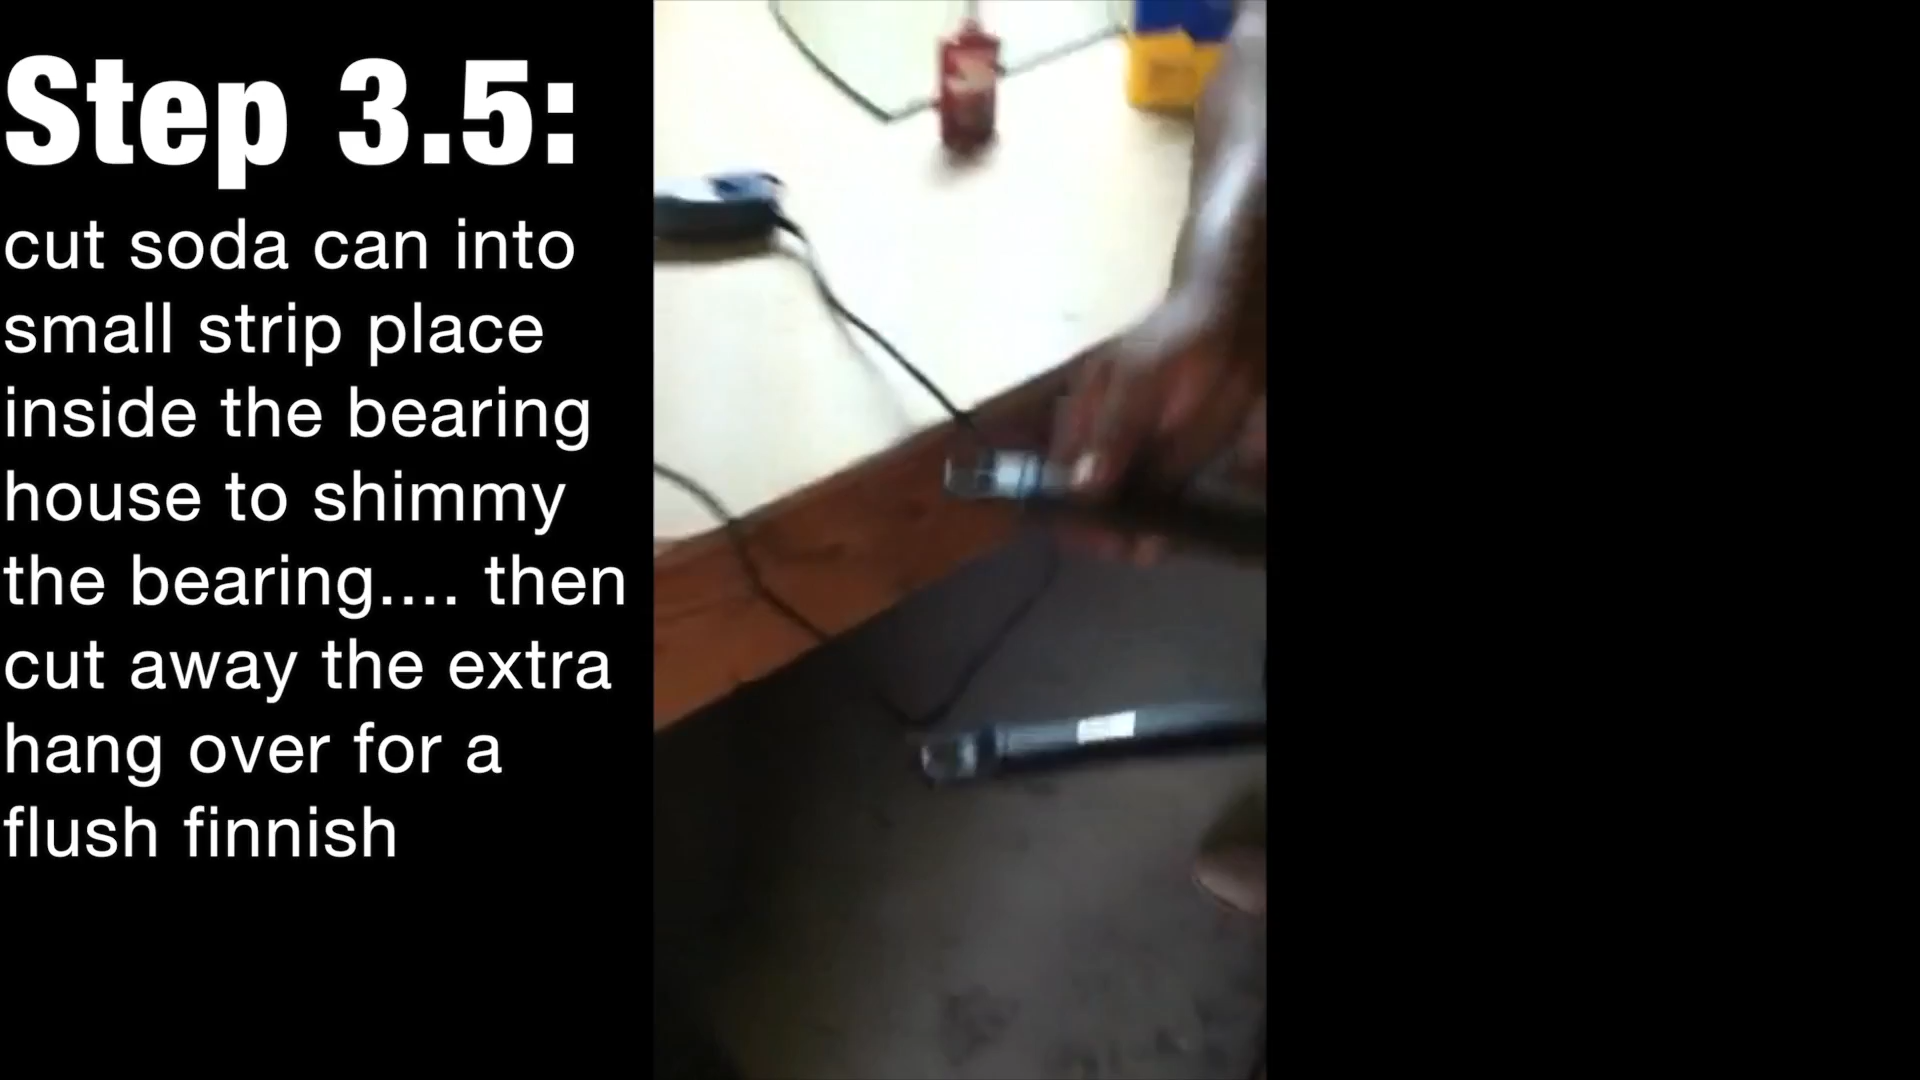 Step 3.5:
cut soda can into
small strip place
inside the bearing
house to shimmy
the bearing.... then
cut away the extra
hang over for a
flush finnish